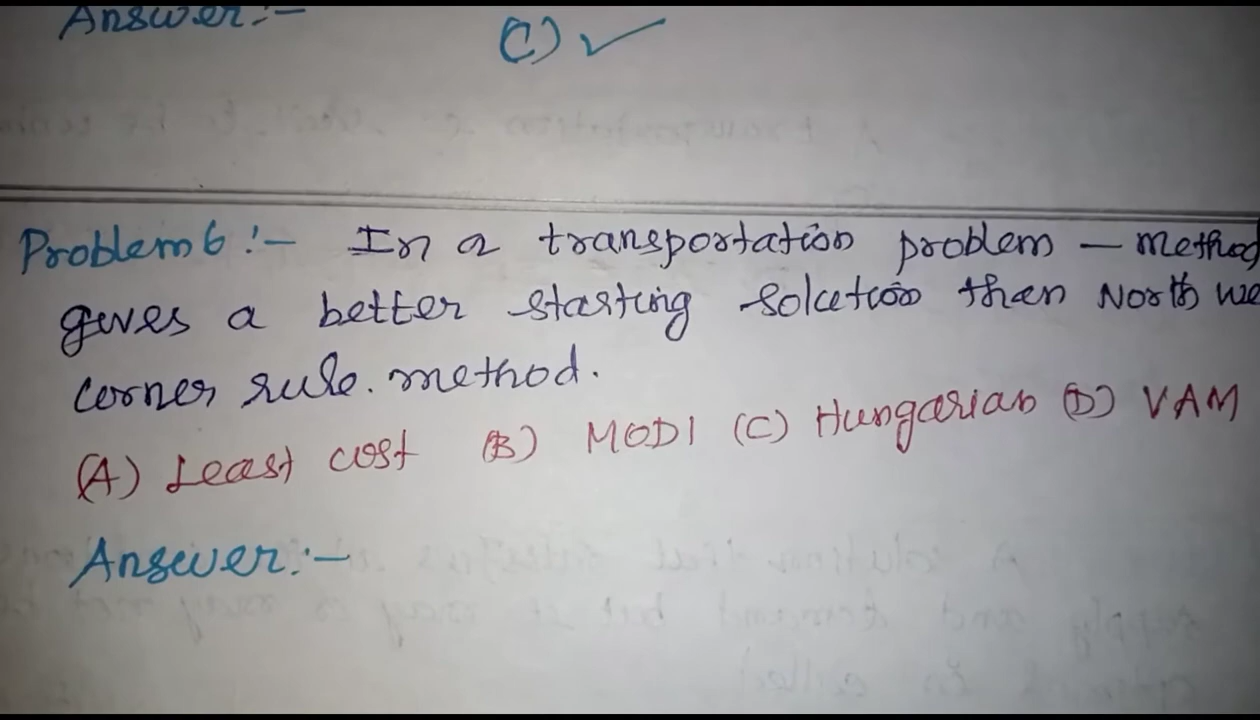 Answer:-
(C) ✓
Problem 6 :- In a transportation problem — method
gives a better starting solution than North we
corner rule. method.
(A) Least cost (B) MODI (C) Hungarian (D) VAM
Answer:-